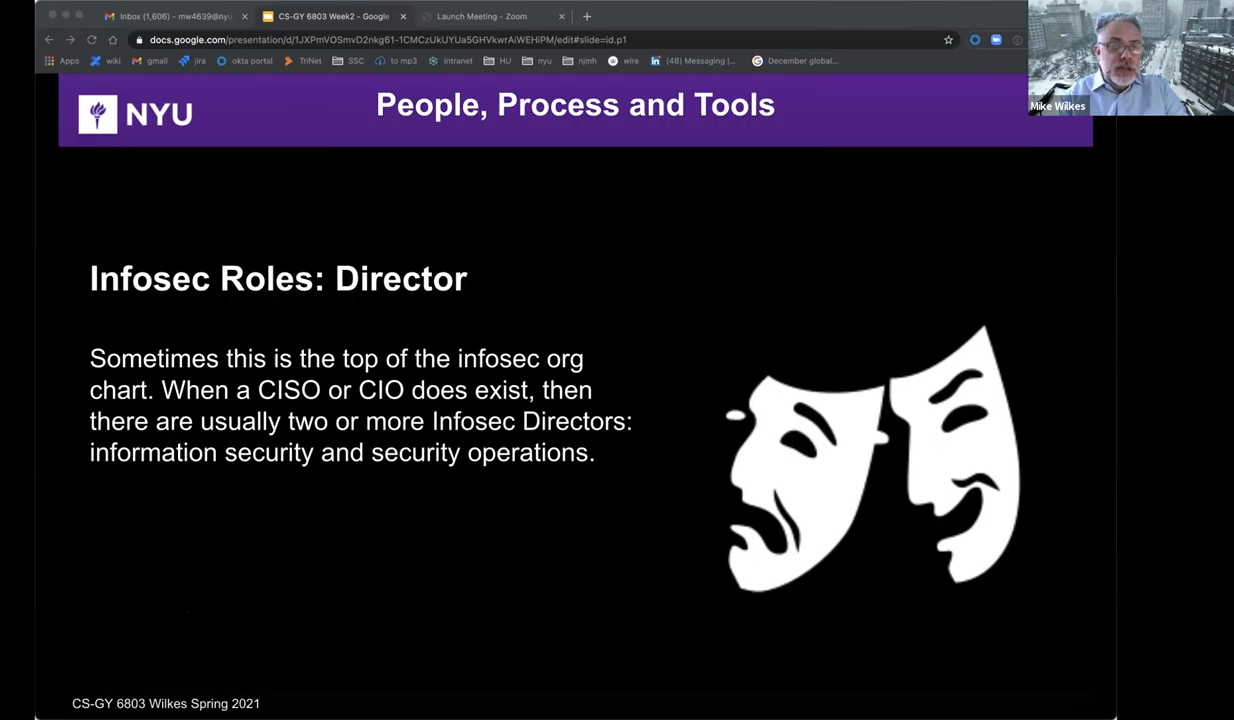 Inbox (1,606) - mw4639@nyu
CS-GY 6803 Week2 - Google
Launch Meeting - Zoom
docs.google.com/presentation/d/1JXPmVOSmvD2nkg61-1CMCzUkUYUa5GHVkwrAiWEHiPM/edit#slide=id.p1
Apps
wiki
gmail
jira
okta portal
TriNet
SSC
to mp3
intranet
HU
nyu
njmh
wire
(48) Messaging |...
December global...
NYU
People, Process and Tools
Mike Wilkes
Infosec Roles: Director
Sometimes this is the top of the infosec org
chart. When a CISO or CIO does exist, then
there are usually two or more Infosec Directors:
information security and security operations.
CS-GY 6803 Wilkes Spring 2021